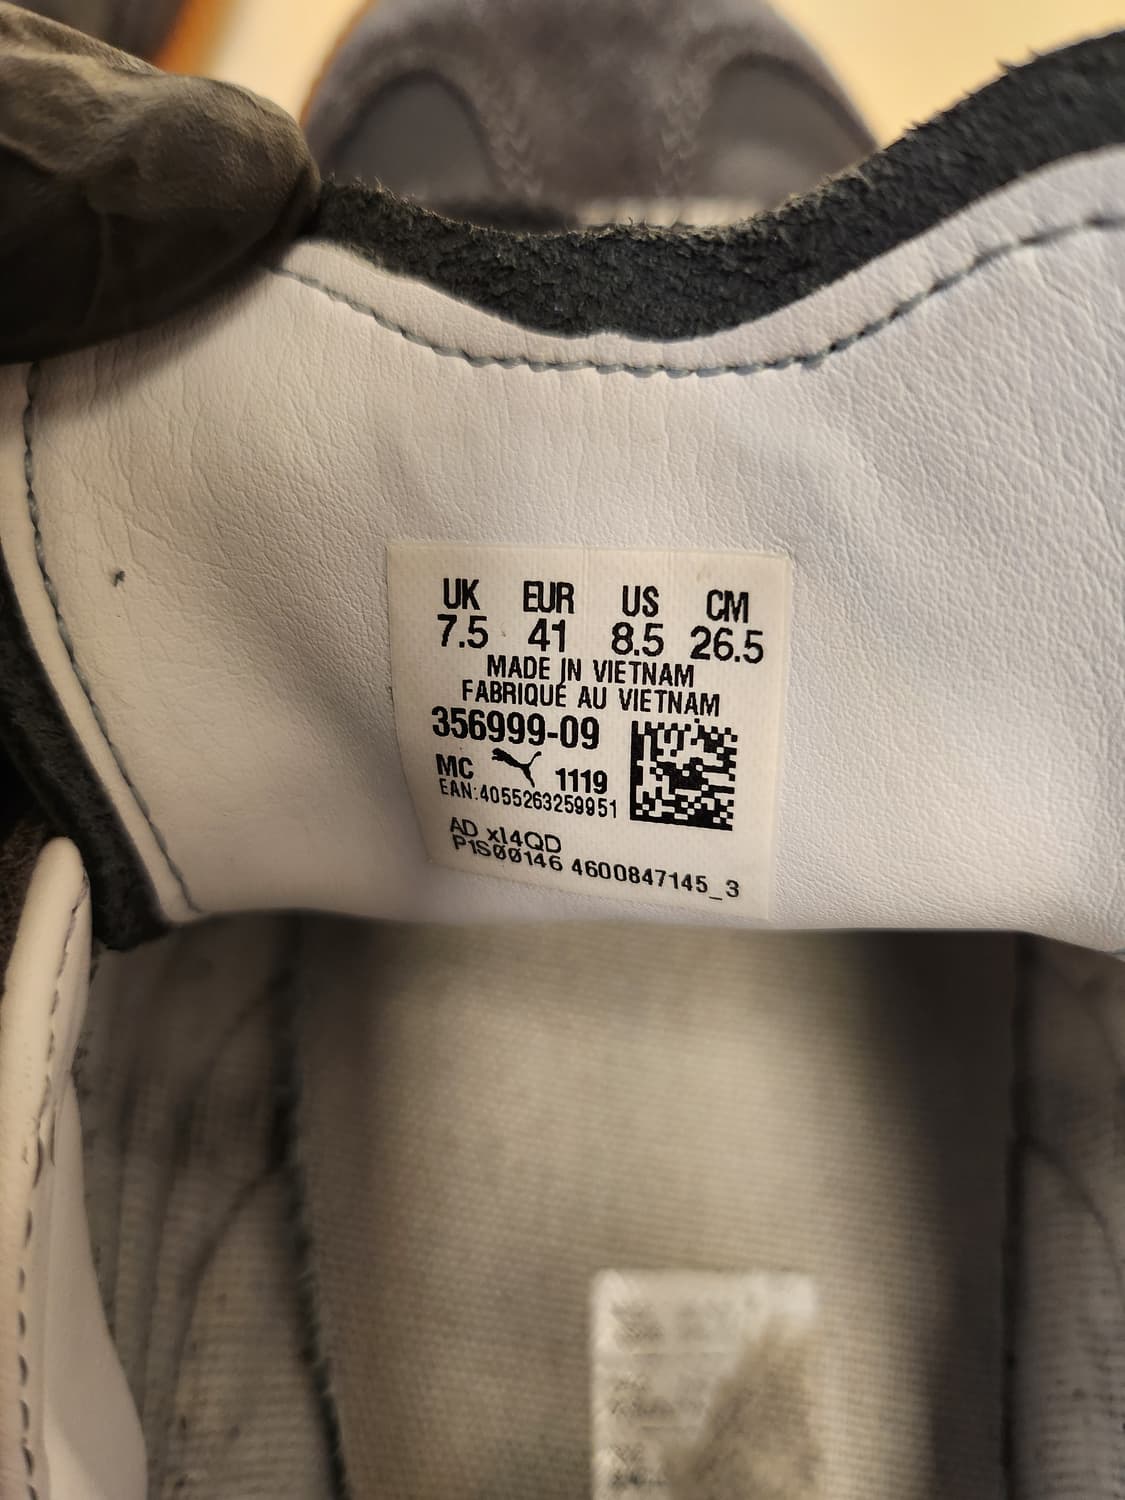 UK EUR US CM
7.5 41 8.5 26.5
MADE IN VIETNAM
FABRIQUÉ AU VIETNAM
356999-09
MC 1119
EAN:4055263259951
AD xl4QD
P1S00146 4600847145_3